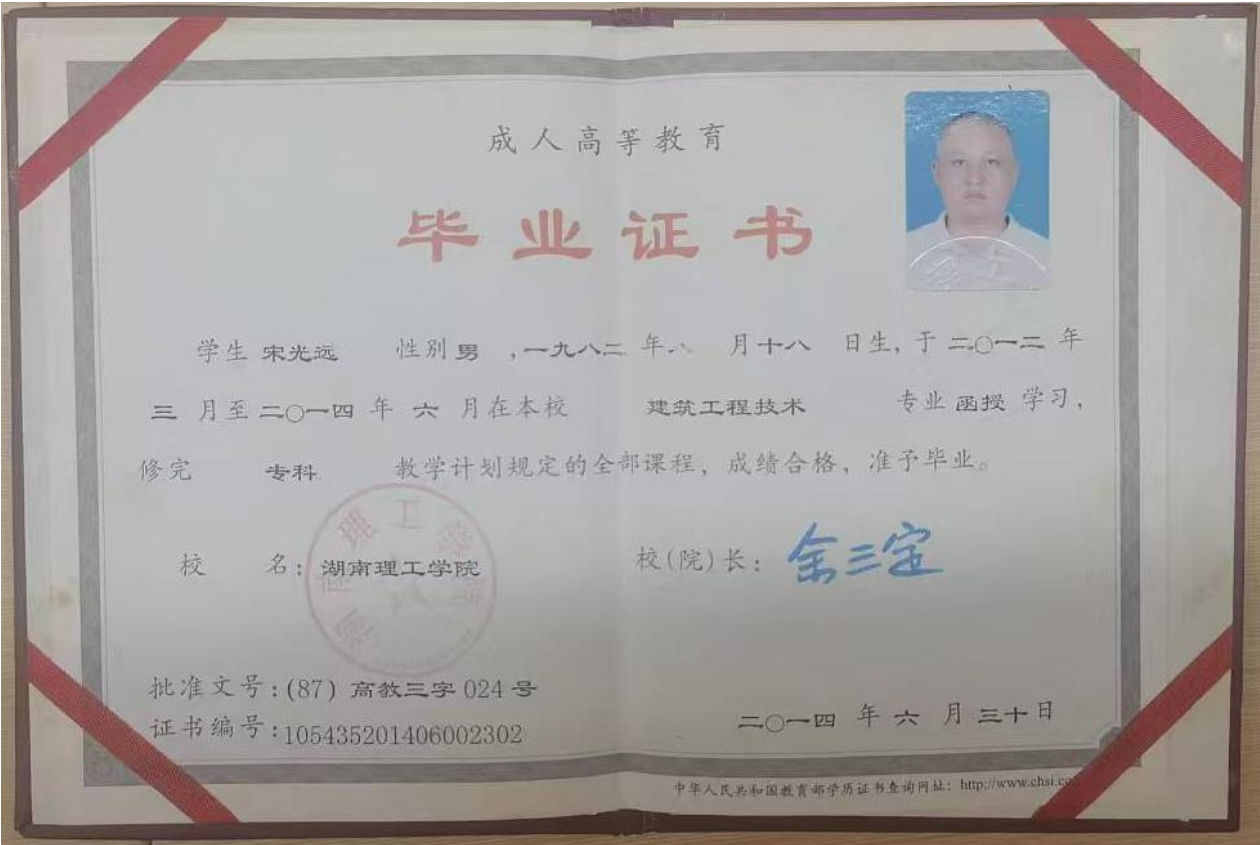 成人高等教育
毕业证书
学生 宋光远 性别 男 ,一九八二 年 八 月十八 日生, 于 二〇一二 年
三 月至 二〇一四 年 六 月在本校 建筑工程技术 专业 函授 学习,
修完 专科 教学计划规定的全部课程, 成绩合格, 准予毕业。
校 名: 湖南理工学院 校(院)长: 余三定
湖南理工学院
批准文号:(87) 高教三字 024 号
证书编号:105435201406002302
二〇一四 年 六 月 三十日
中华人民共和国教育部学历证书查询网址: http://www.chsi.co